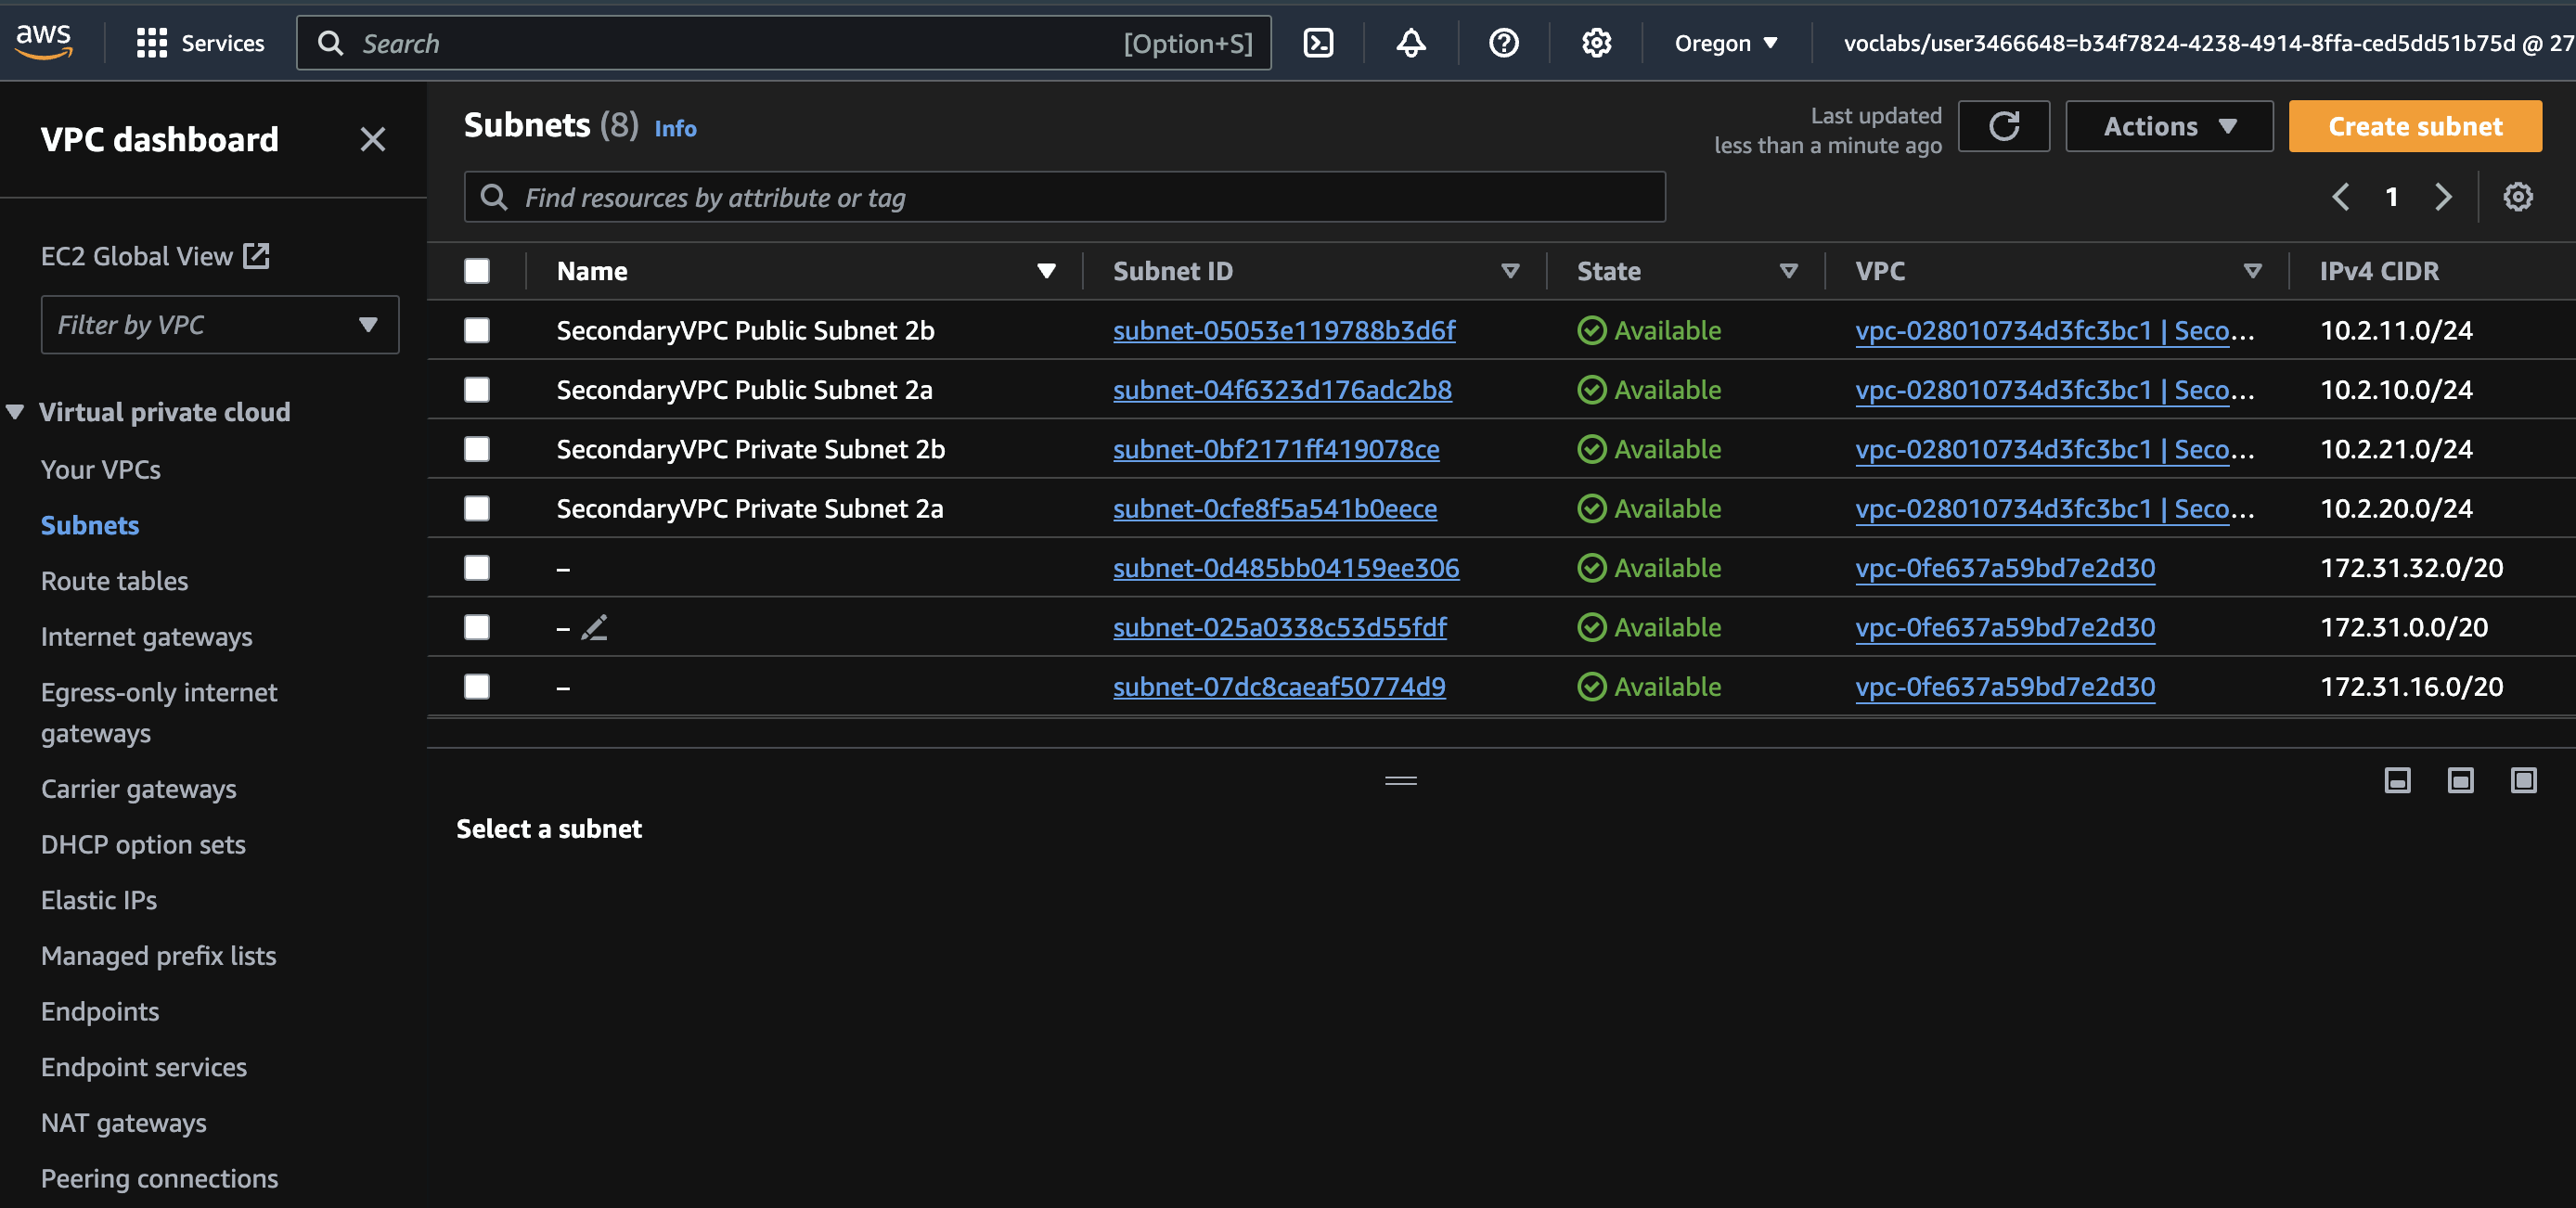 aws Services Search [Option+S] Oregon voclabs/user3466648=b34f7824-4238-4914-8ffa-ced5dd51b75d @ 27
VPC dashboard
EC2 Global View
Filter by VPC
Virtual private cloud
Your VPCs
Subnets
Route tables
Internet gateways
Egress-only internet
gateways
Carrier gateways
DHCP option sets
Elastic IPs
Managed prefix lists
Endpoints
Endpoint services
NAT gateways
Peering connections
Subnets (8) Info
Last updated
less than a minute ago
Actions
Create subnet
Find resources by attribute or tag
1
Name Subnet ID State VPC IPv4 CIDR
SecondaryVPC Public Subnet 2b subnet-05053e119788b3d6f Available vpc-028010734d3fc3bc1 | Seco... 10.2.11.0/24
SecondaryVPC Public Subnet 2a subnet-04f6323d176adc2b8 Available vpc-028010734d3fc3bc1 | Seco... 10.2.10.0/24
SecondaryVPC Private Subnet 2b subnet-0bf2171ff419078ce Available vpc-028010734d3fc3bc1 | Seco... 10.2.21.0/24
SecondaryVPC Private Subnet 2a subnet-0cfe8f5a541b0eece Available vpc-028010734d3fc3bc1 | Seco... 10.2.20.0/24
– subnet-0d485bb04159ee306 Available vpc-0fe637a59bd7e2d30 172.31.32.0/20
– subnet-025a0338c53d55fdf Available vpc-0fe637a59bd7e2d30 172.31.0.0/20
– subnet-07dc8caeaf50774d9 Available vpc-0fe637a59bd7e2d30 172.31.16.0/20
Select a subnet